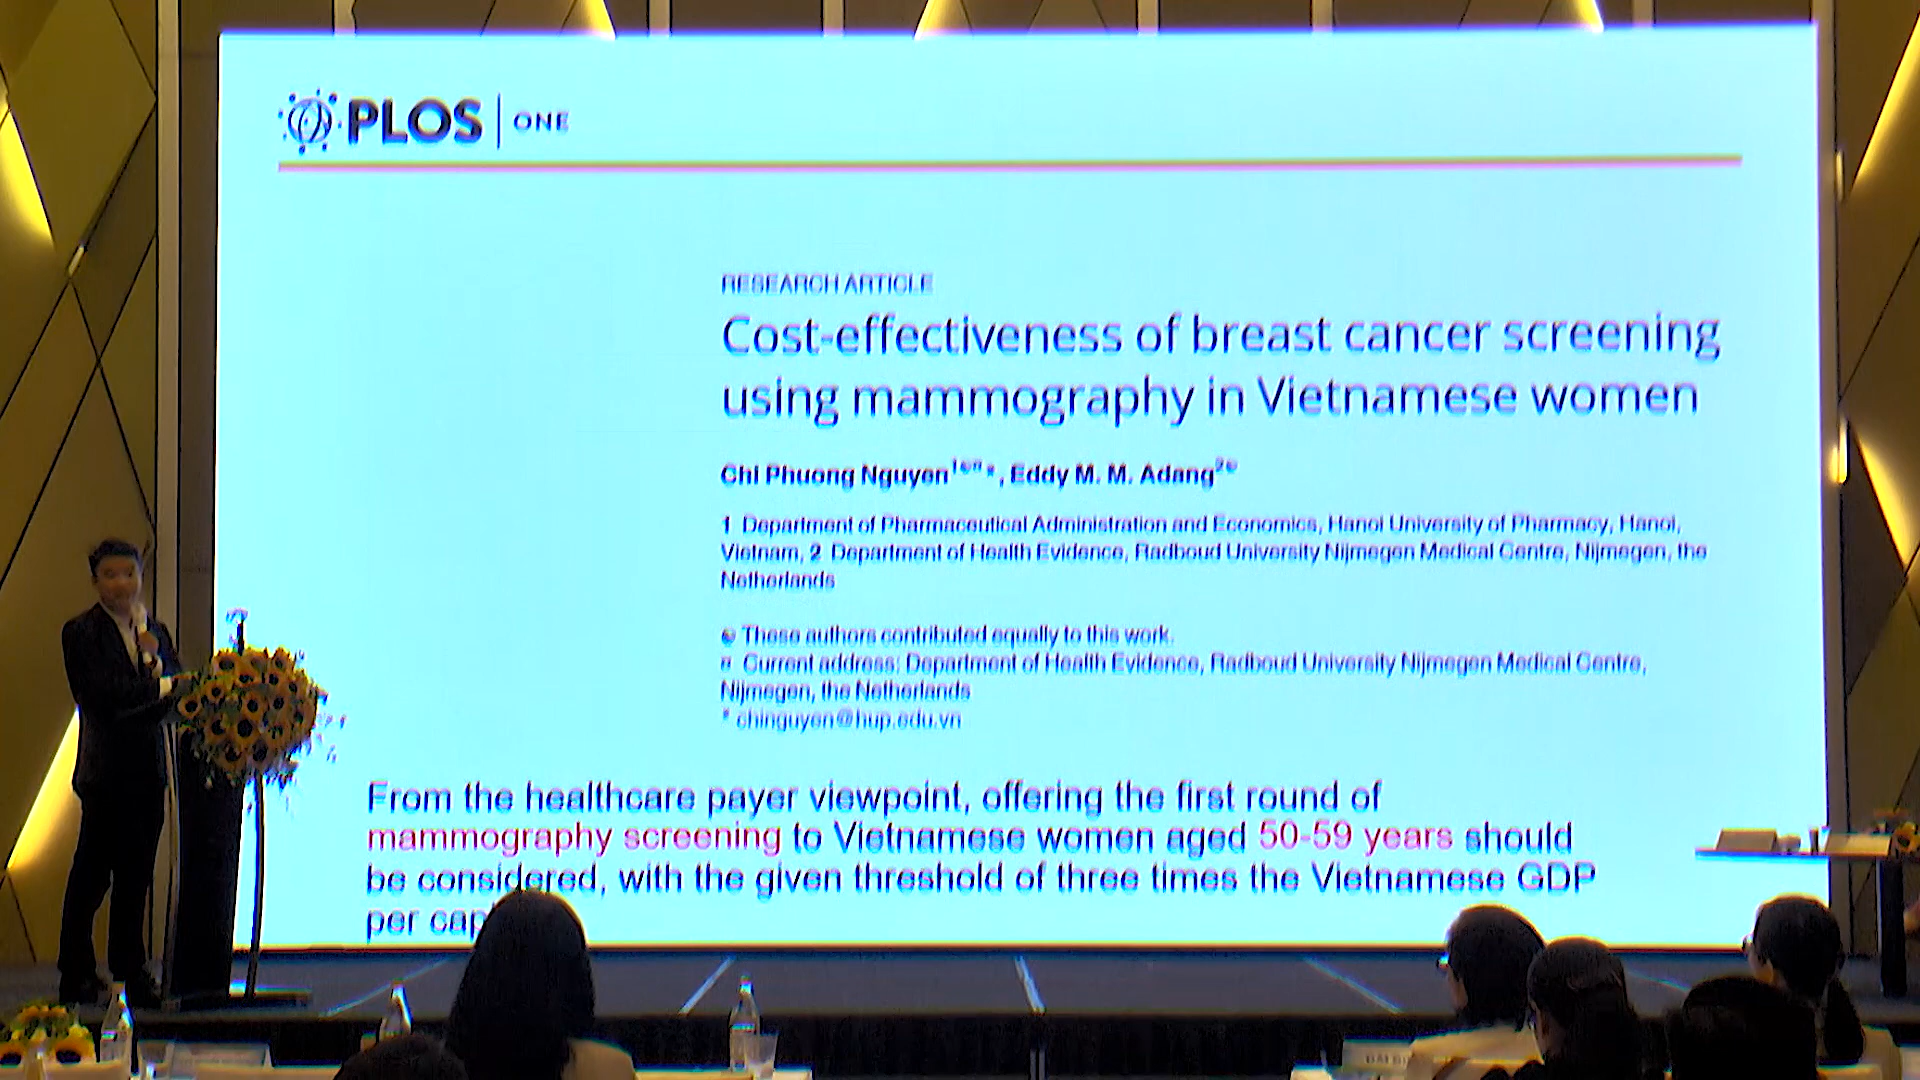 PLOS | ONE
RESEARCH ARTICLE
Cost-effectiveness of breast cancer screening
using mammography in Vietnamese women
Chi Phuong Nguyen¹☯¤*, Eddy M. M. Adang²☯
1 Department of Pharmaceutical Administration and Economics, Hanoi University of Pharmacy, Hanoi,
Vietnam, 2 Department of Health Evidence, Radboud University Nijmegen Medical Centre, Nijmegen, the
Netherlands
☯ These authors contributed equally to this work.
¤ Current address: Department of Health Evidence, Radboud University Nijmegen Medical Centre,
Nijmegen, the Netherlands
* chinguyen@hup.edu.vn
From the healthcare payer viewpoint, offering the first round of
mammography screening to Vietnamese women aged 50-59 years should
be considered, with the given threshold of three times the Vietnamese GDP
per